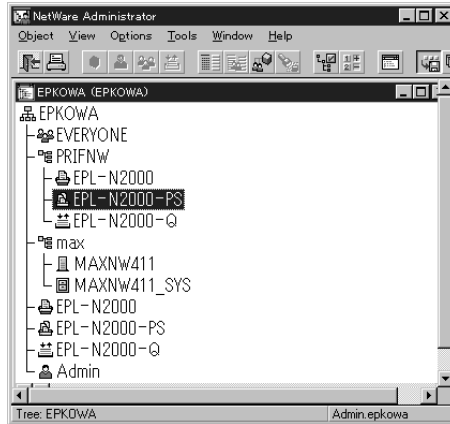 NetWare Administrator
Object View Options Tools Window Help
EPKOWA (EPKOWA)
EPKOWA
EVERYONE
PRIFNW
EPL-N2000
EPL-N2000-PS
EPL-N2000-Q
max
MAXNW411
MAXNW411_SYS
EPL-N2000
EPL-N2000-PS
EPL-N2000-Q
Admin
Tree: EPKOWA Admin.epkowa